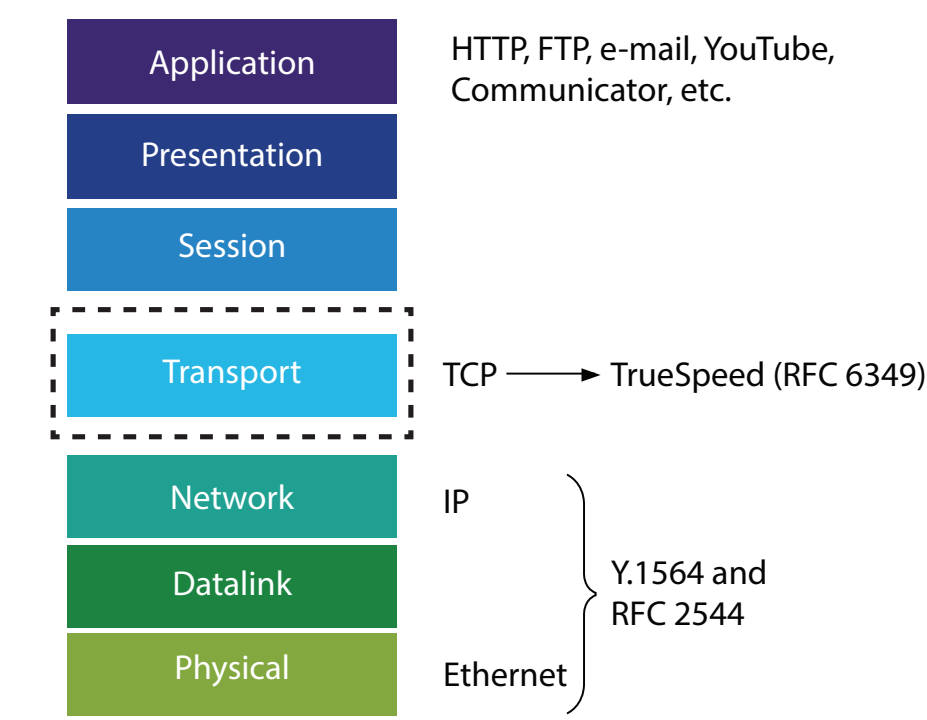 Application
HTTP, FTP, e-mail, YouTube,
Communicator, etc.
Presentation
Session
Transport
TCP
TrueSpeed (RFC 6349)
Network
IP
Datalink
Y.1564 and
RFC 2544
Physical
Ethernet